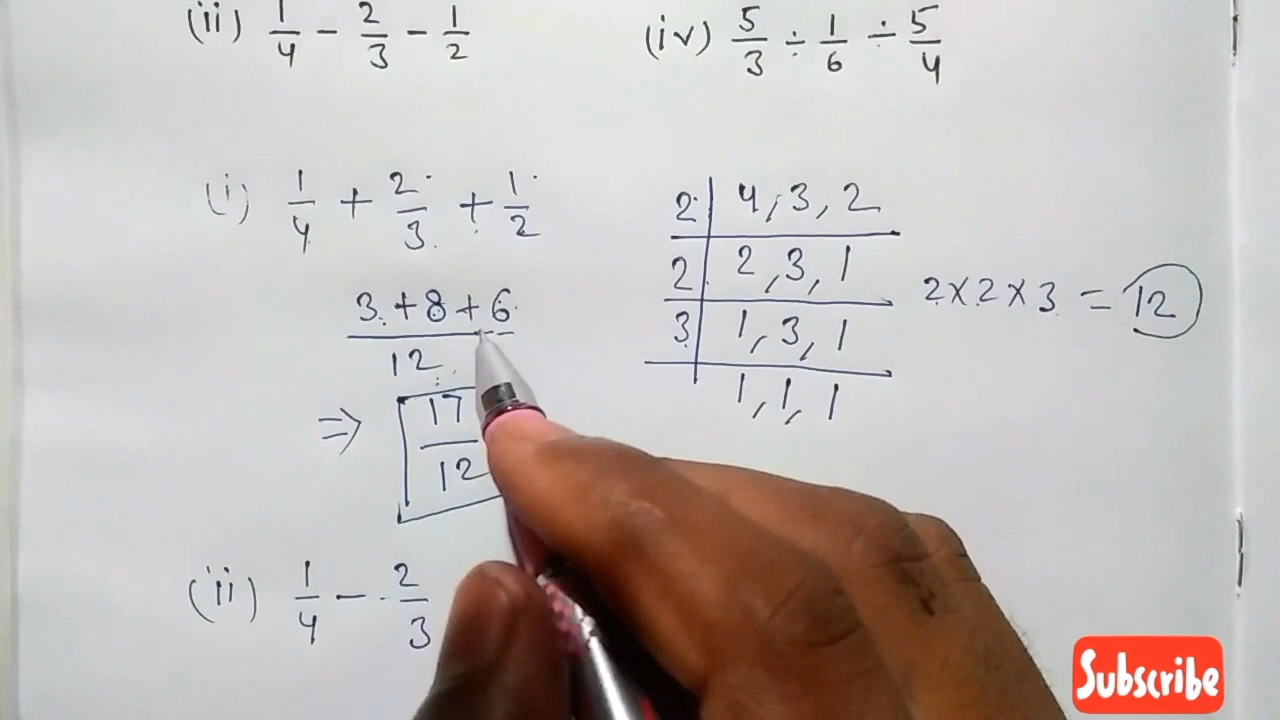 (ii) 1/4 - 2/3 - 1/2
(iv) 5/3 ÷ 1/6 ÷ 5/4
(i) 1/4 + 2/3 + 1/2
3 + 8 + 6
12
⇒ 17/12
2 | 4, 3, 2
2 | 2, 3, 1
3 | 1, 3, 1
1, 1, 1
2 × 2 × 3 = 12
(ii) 1/4 - 2/3
Subscribe